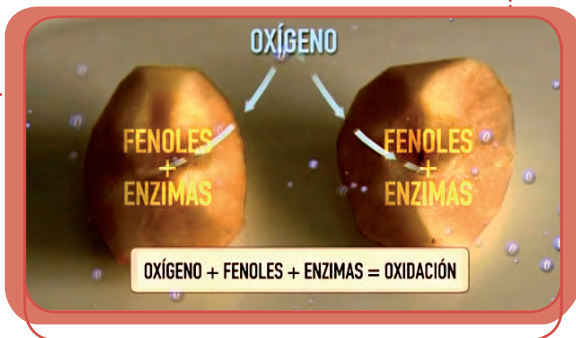 OXÍGENO
FENOLES
+
ENZIMAS
FENOLES
+
ENZIMAS
OXÍGENO + FENOLES + ENZIMAS = OXIDACIÓN